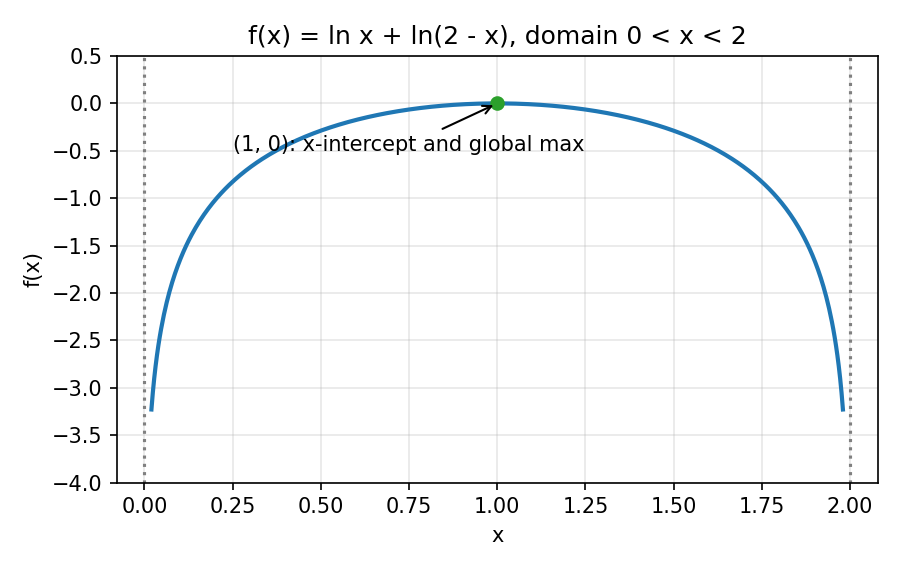 f(x) = ln x + ln(2 - x), domain 0 < x < 2
0.5
0.0
(1, 0): x-intercept and global max
−0.5
−1.0
−1.5
f(x)
−2.0
−2.5
−3.0
−3.5
−4.0
0.00 0.25 0.50 0.75 1.00 1.25 1.50 1.75 2.00
x